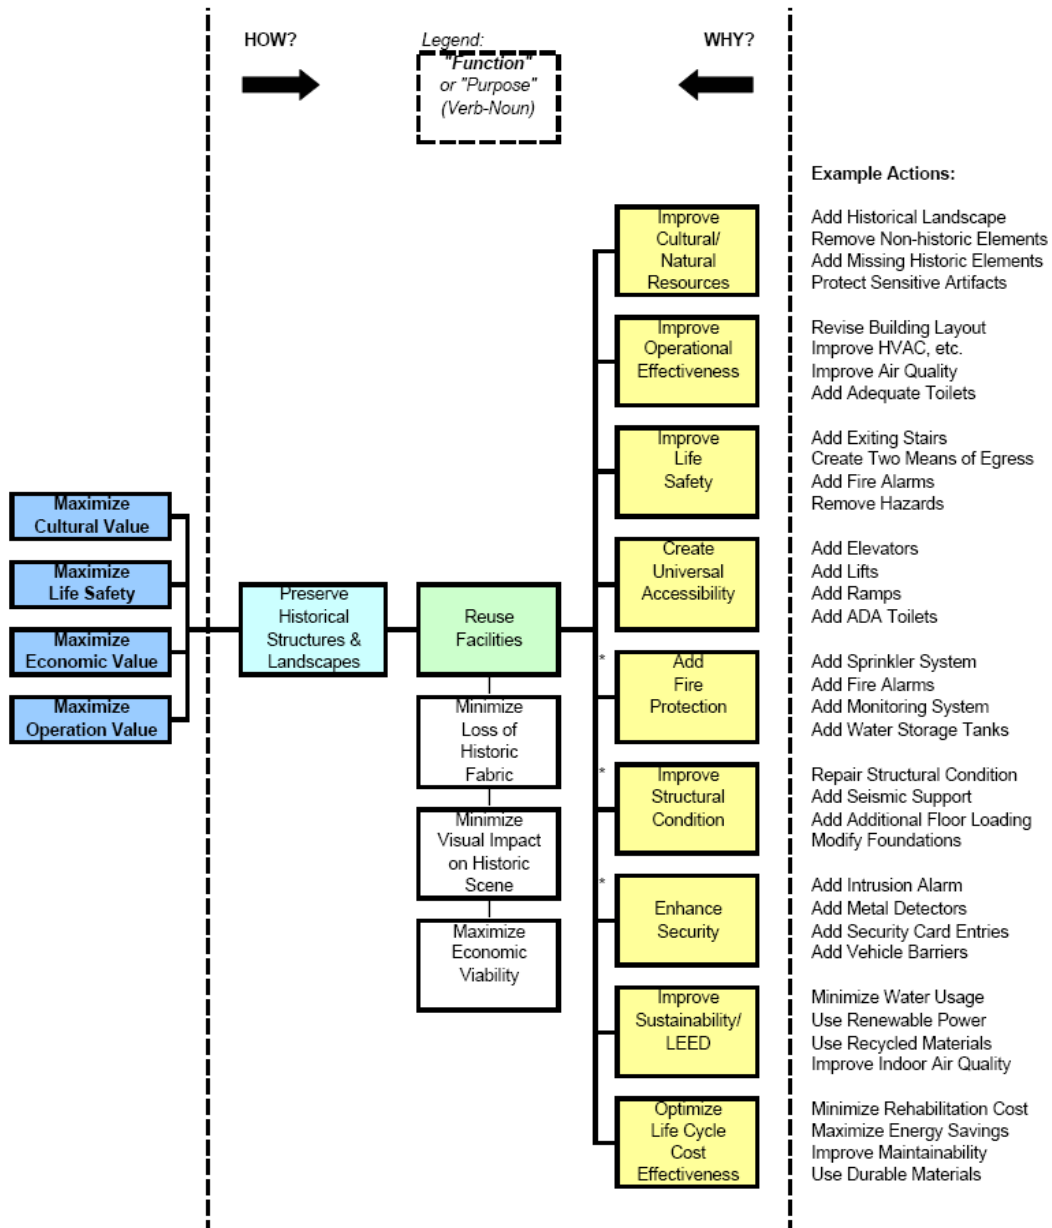 HOW?
Legend:
WHY?
"Function"
or "Purpose"
(Verb-Noun)
Example Actions:
Improve
Cultural/
Natural
Resources
Add Historical Landscape
Remove Non-historic Elements
Add Missing Historic Elements
Protect Sensitive Artifacts
Improve
Operational
Effectiveness
Revise Building Layout
Improve HVAC, etc.
Improve Air Quality
Add Adequate Toilets
Improve
Life
Safety
Add Exiting Stairs
Create Two Means of Egress
Add Fire Alarms
Remove Hazards
Maximize
Cultural Value
Maximize
Life Safety
Maximize
Economic Value
Maximize
Operation Value
Preserve
Historical
Structures &
Landscapes
Reuse
Facilities
Minimize
Loss of
Historic
Fabric
Minimize
Visual Impact
on Historic
Scene
Maximize
Economic
Viability
Create
Universal
Accessibility
Add Elevators
Add Lifts
Add Ramps
Add ADA Toilets
*
Add
Fire
Protection
Add Sprinkler System
Add Fire Alarms
Add Monitoring System
Add Water Storage Tanks
*
Improve
Structural
Condition
Repair Structural Condition
Add Seismic Support
Add Additional Floor Loading
Modify Foundations
*
Enhance
Security
Add Intrusion Alarm
Add Metal Detectors
Add Security Card Entries
Add Vehicle Barriers
Improve
Sustainability/
LEED
Minimize Water Usage
Use Renewable Power
Use Recycled Materials
Improve Indoor Air Quality
Optimize
Life Cycle
Cost
Effectiveness
Minimize Rehabilitation Cost
Maximize Energy Savings
Improve Maintainability
Use Durable Materials